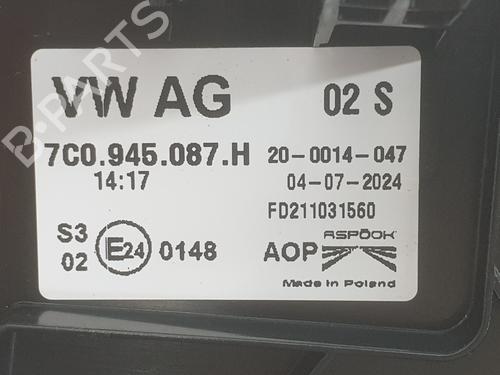 B-PARTS
VW AG 02 S
7C0.945.087.H 20-0014-047
14:17 04-07-2024
FD211031560
S3 ASPÖCK
02 E24 0148 AOP
Made in Poland